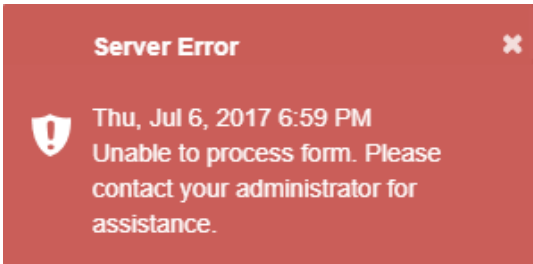 Server Error
Thu, Jul 6, 2017 6:59 PM
Unable to process form. Please
contact your administrator for
assistance.